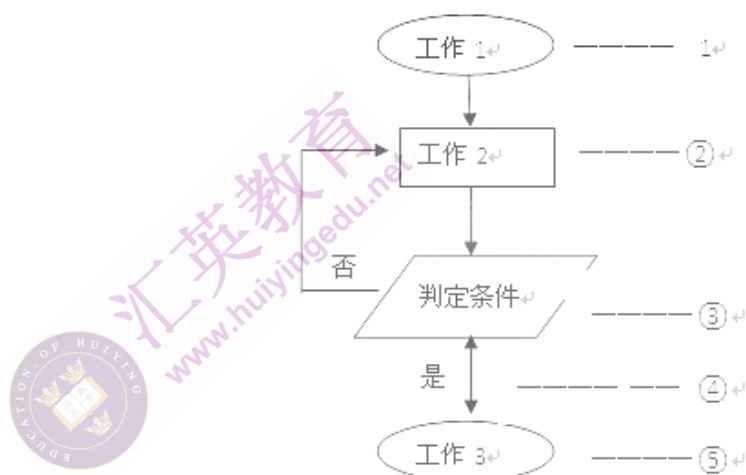 工作 1↵ ———— 1↵
工作 2↵ ———— ②↵
否
判定条件↵
———— ③↵
是
——— —— ④↵
工作 3↵ ———— ⑤↵
汇英教育
www.huiyingedu.net
EDUCATION.OF.HUIYING